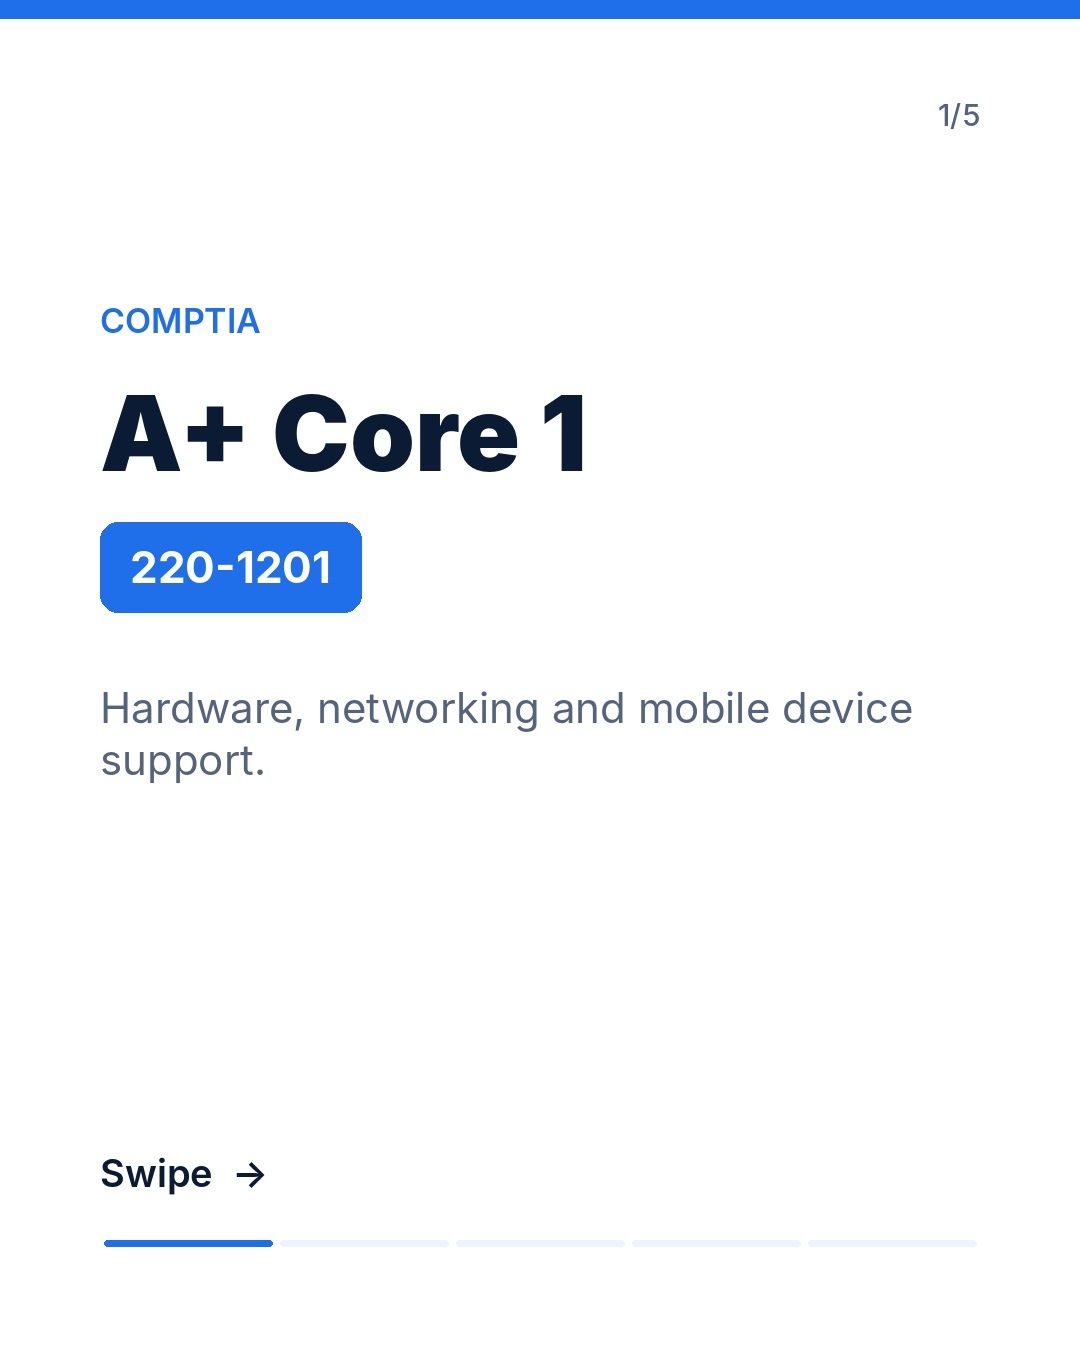 1/5
COMPTIA
A+ Core 1
220-1201
Hardware, networking and mobile device
support.
Swipe →